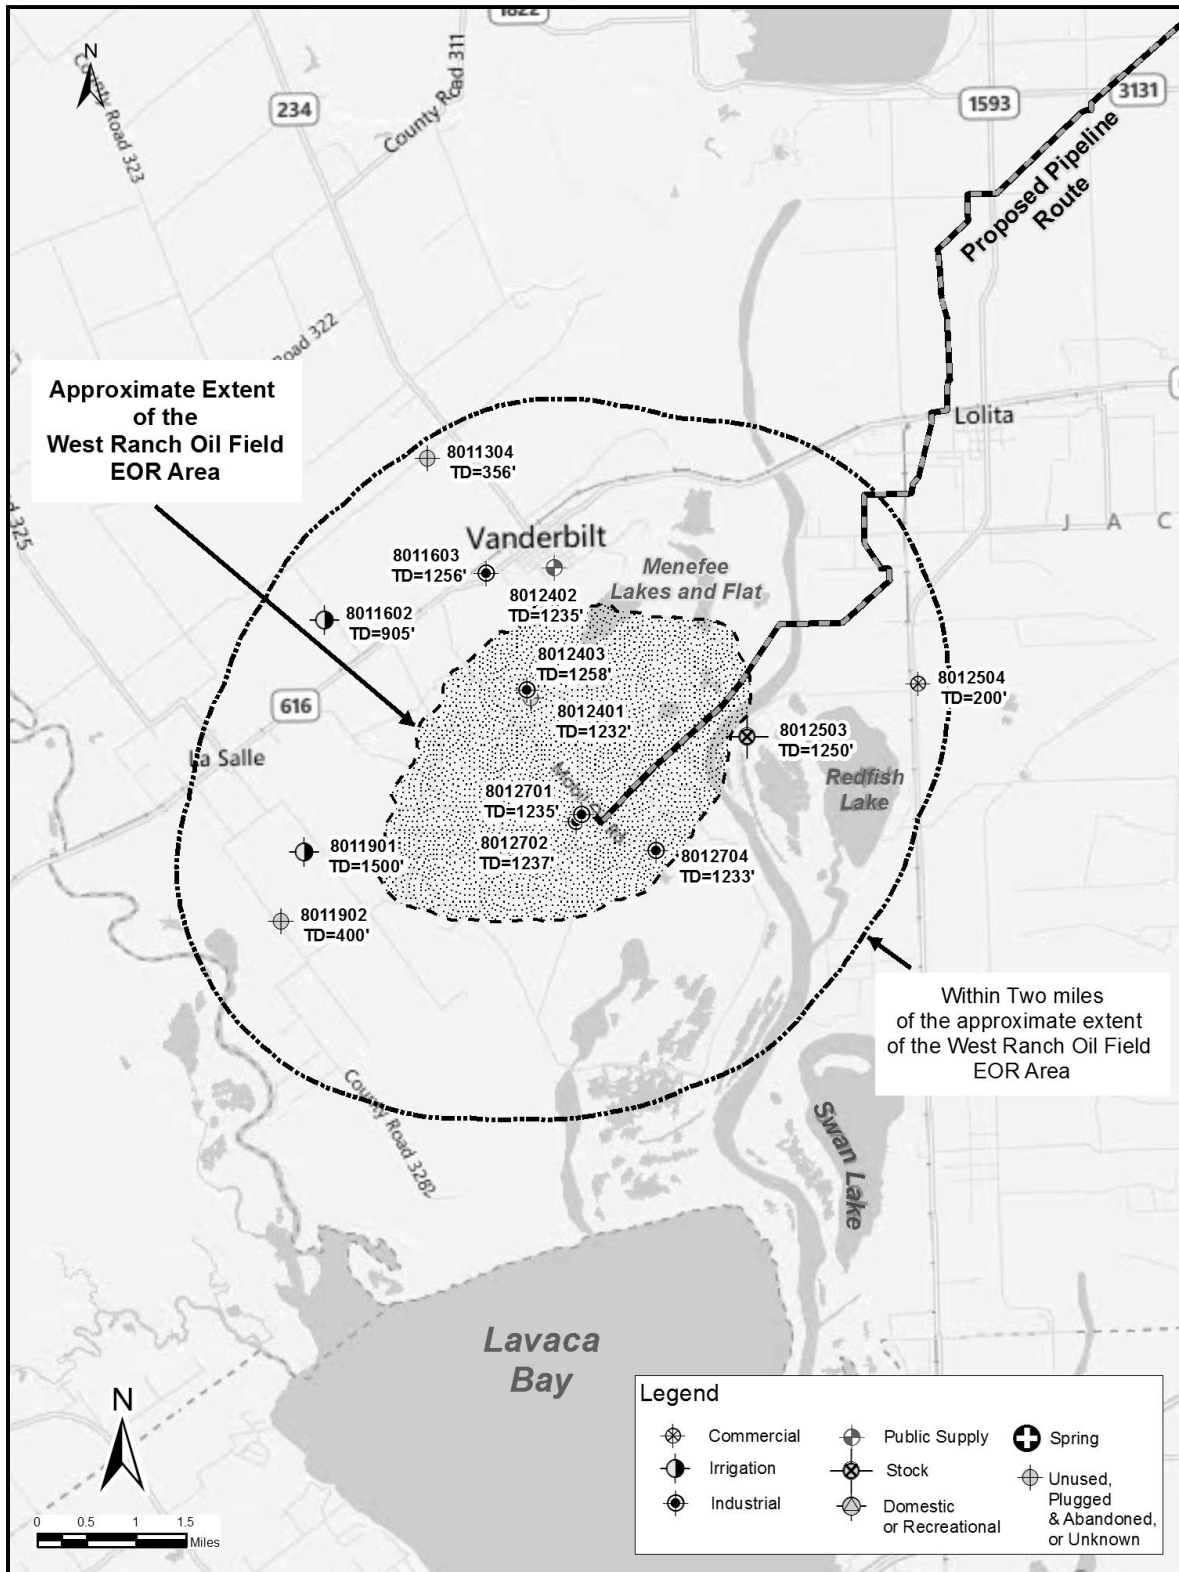 1822
N
County Road 323
234
County Road 311
1593
3131
Proposed Pipeline
Route
Road 322
Approximate Extent
of the
West Ranch Oil Field
EOR Area
Lolita
8011304
TD=356'
d 325
J A C
Vanderbilt
8011603
TD=1256'
Menefee
Lakes and Flat
8012402
TD=1235'
8011602
TD=905'
8012403
TD=1258'
8012504
TD=200'
616
8012401
TD=1232'
8012503
TD=1250'
La Salle
Redfish
Lake
8012701
TD=1235'
8012702
TD=1237'
8011901
TD=1500'
8012704
TD=1233'
8011902
TD=400'
Within Two miles
of the approximate extent
of the West Ranch Oil Field
EOR Area
County Road 3282
Swan Lake
Lavaca
Bay
N
0 0.5 1 1.5
Miles
Legend
Commercial
Public Supply
Spring
Irrigation
Stock
Unused,
Plugged
& Abandoned,
or Unknown
Industrial
Domestic
or Recreational